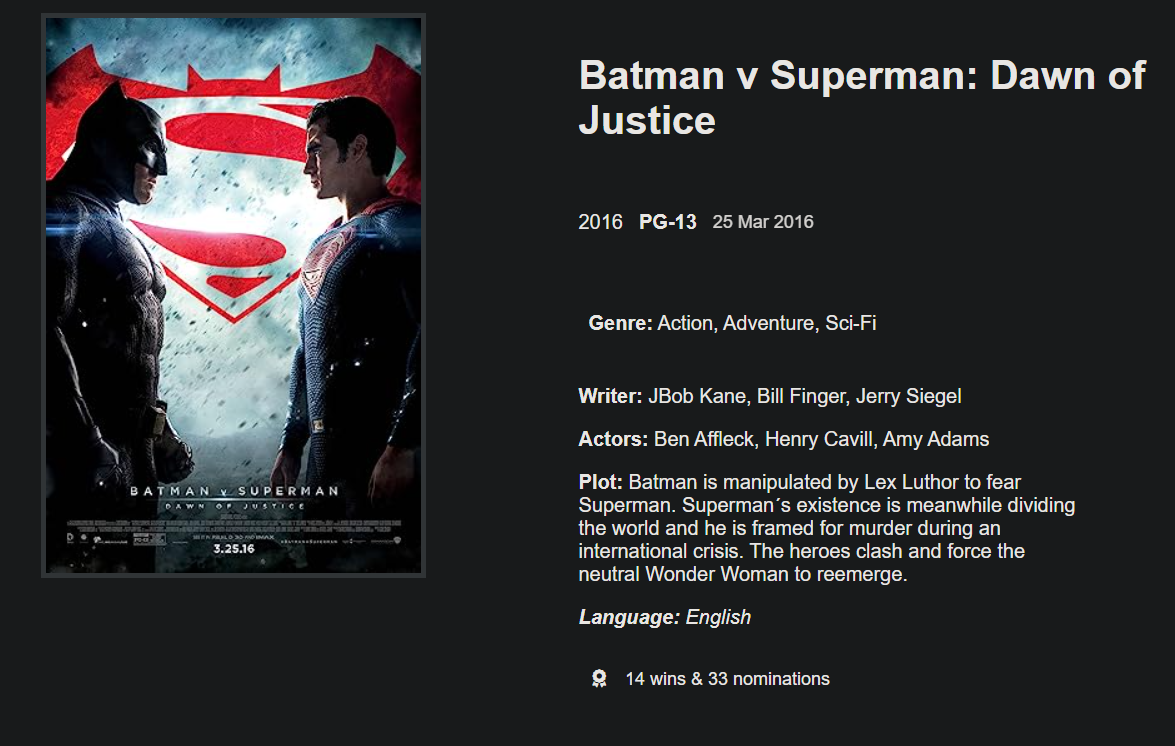 Batman v Superman: Dawn of
Justice
2016 PG-13 25 Mar 2016
Genre: Action, Adventure, Sci-Fi
Writer: JBob Kane, Bill Finger, Jerry Siegel
Actors: Ben Affleck, Henry Cavill, Amy Adams
Plot: Batman is manipulated by Lex Luthor to fear
Superman. Superman´s existence is meanwhile dividing
the world and he is framed for murder during an
international crisis. The heroes clash and force the
neutral Wonder Woman to reemerge.
Language: English
14 wins & 33 nominations
BATMAN v SUPERMAN
DAWN OF JUSTICE
3.25.16